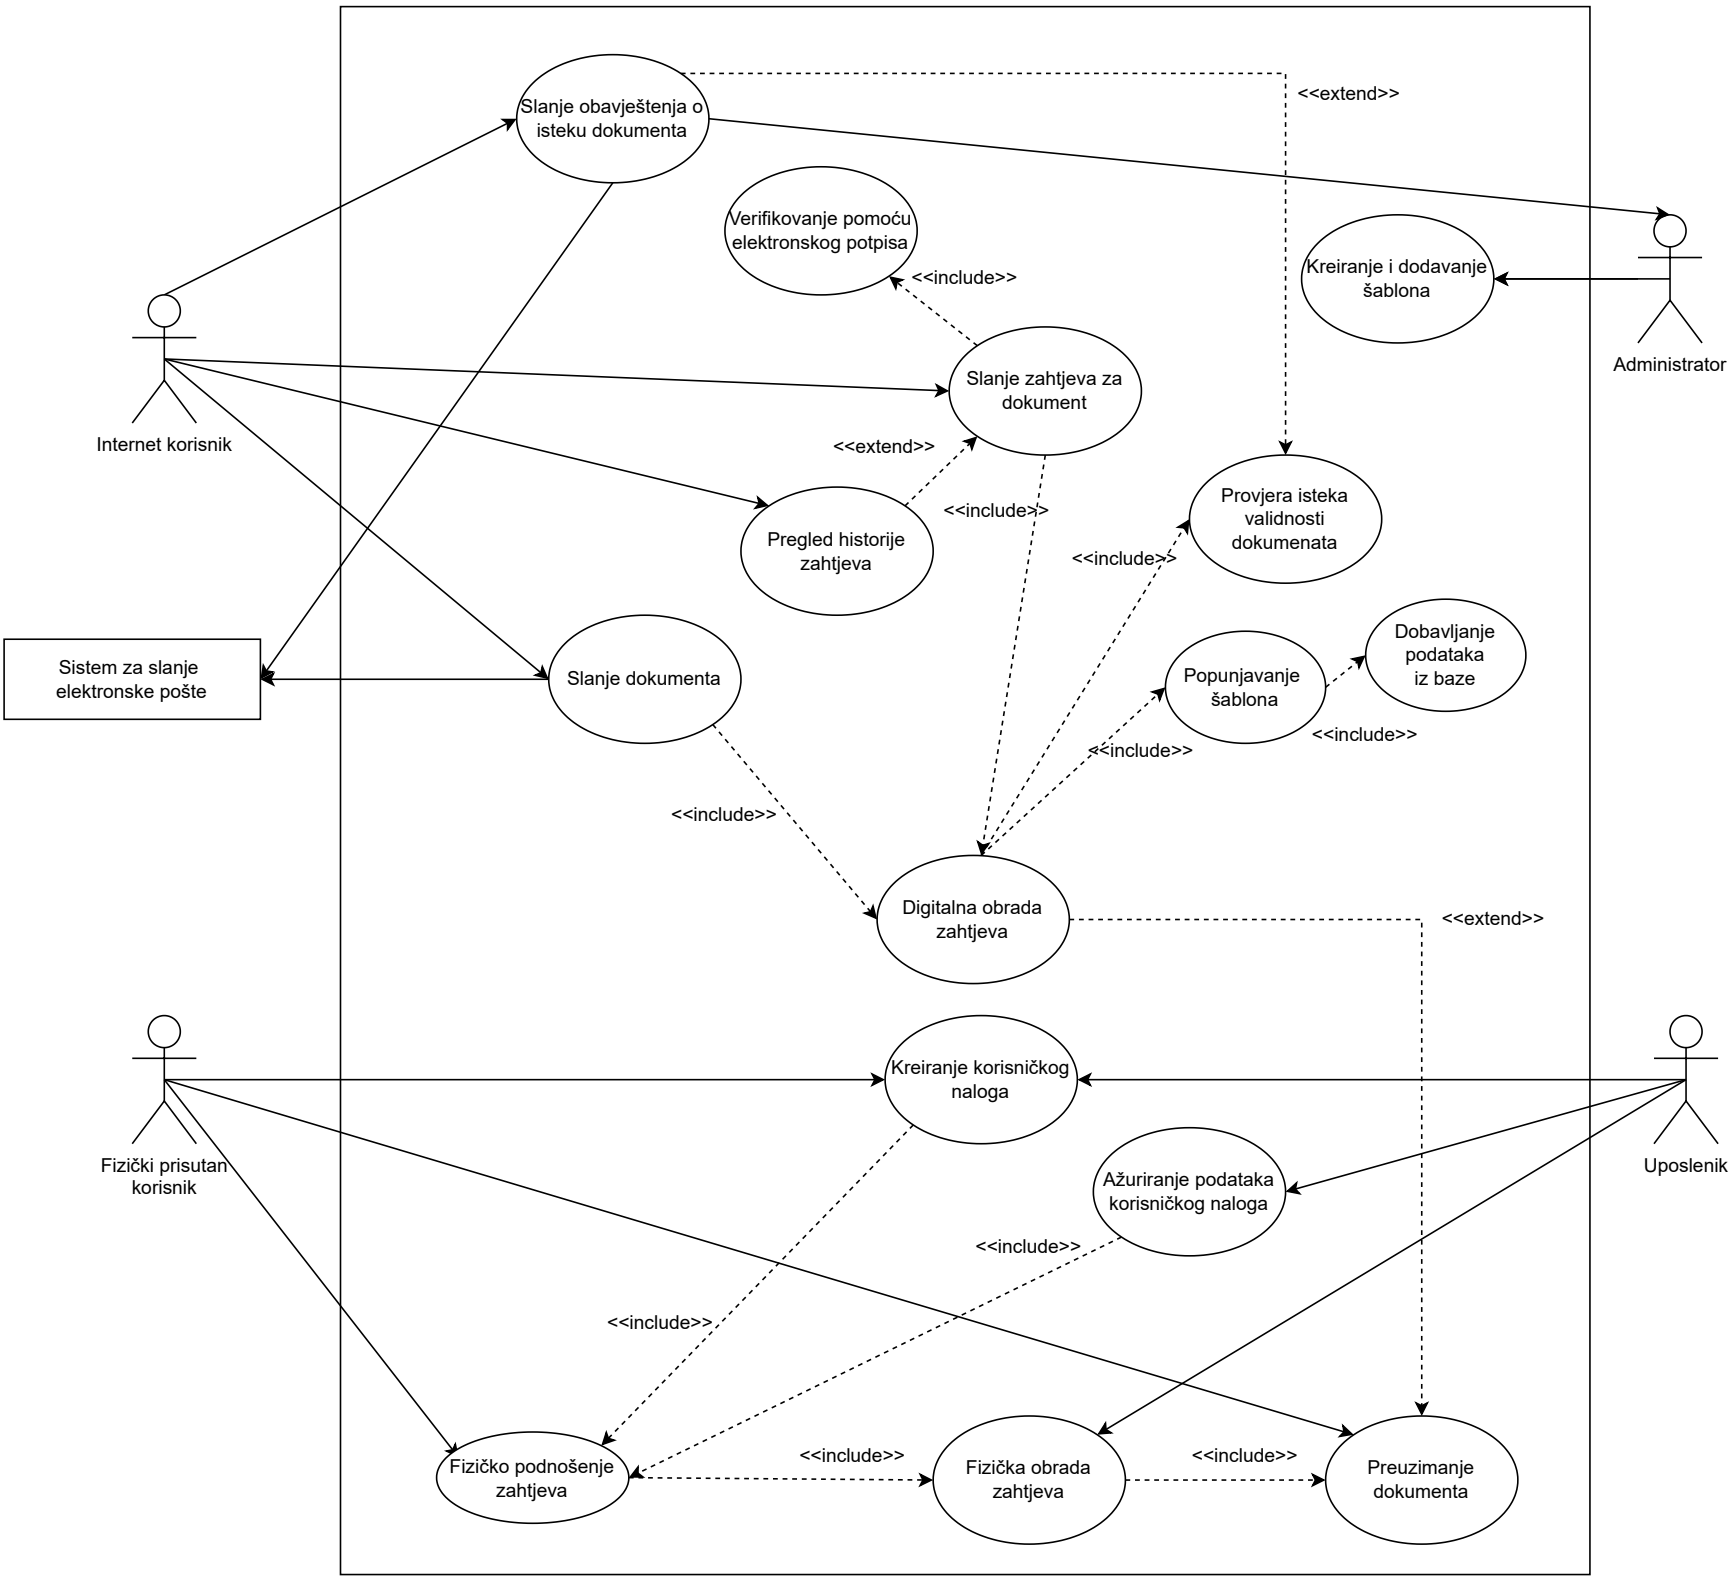 Slanje obavještenja o
isteku dokumenta
<<extend>>
Verifikovanje pomoću
elektronskog potpisa
<<include>>
Kreiranje i dodavanje
šablona
Administrator
Slanje zahtjeva za
dokument
Internet korisnik
<<extend>>
<<include>>
Provjera isteka
validnosti
dokumenata
Pregled historije
zahtjeva
<<include>>
Sistem za slanje
elektronske pošte
Slanje dokumenta
Popunjavanje
šablona
Dobavljanje
podataka
iz baze
<<include>>
<<include>>
<<include>>
Digitalna obrada
zahtjeva
<<extend>>
Kreiranje korisničkog
naloga
Fizički prisutan
korisnik
Uposlenik
Ažuriranje podataka
korisničkog naloga
<<include>>
<<include>>
Fizičko podnošenje
zahtjeva
<<include>>
Fizička obrada
zahtjeva
<<include>>
Preuzimanje
dokumenta